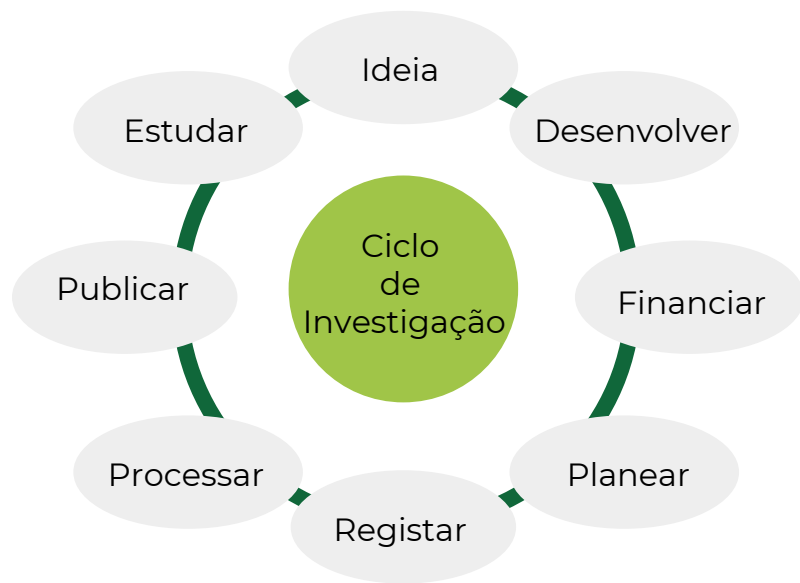 Ideia
Desenvolver
Financiar
Planear
Registar
Processar
Publicar
Estudar
Ciclo
de
Investigação